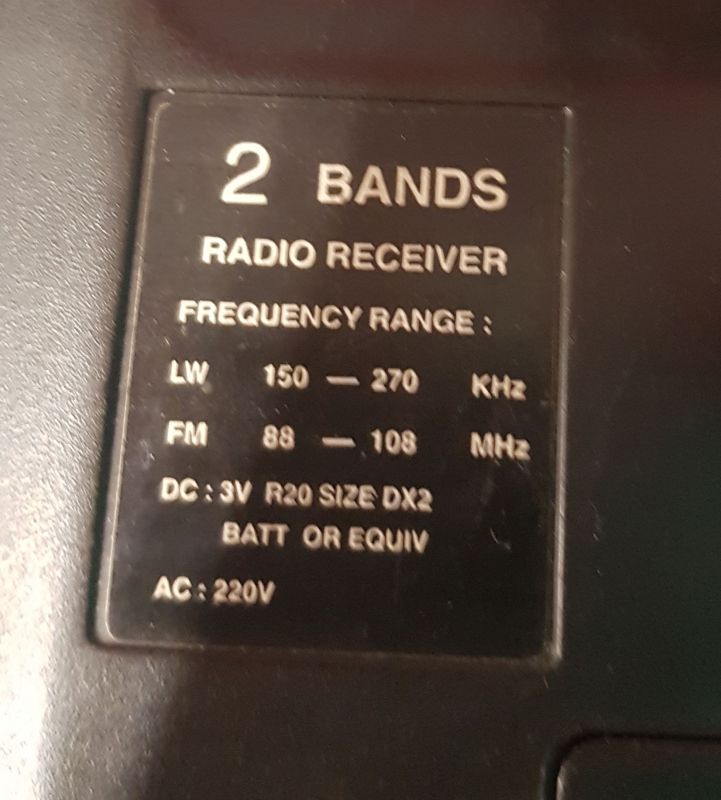 2 BANDS
RADIO RECEIVER
FREQUENCY RANGE :
LW 150 — 270 KHz
FM 88 — 108 MHz
DC : 3V R20 SIZE DX2
BATT OR EQUIV
AC : 220V